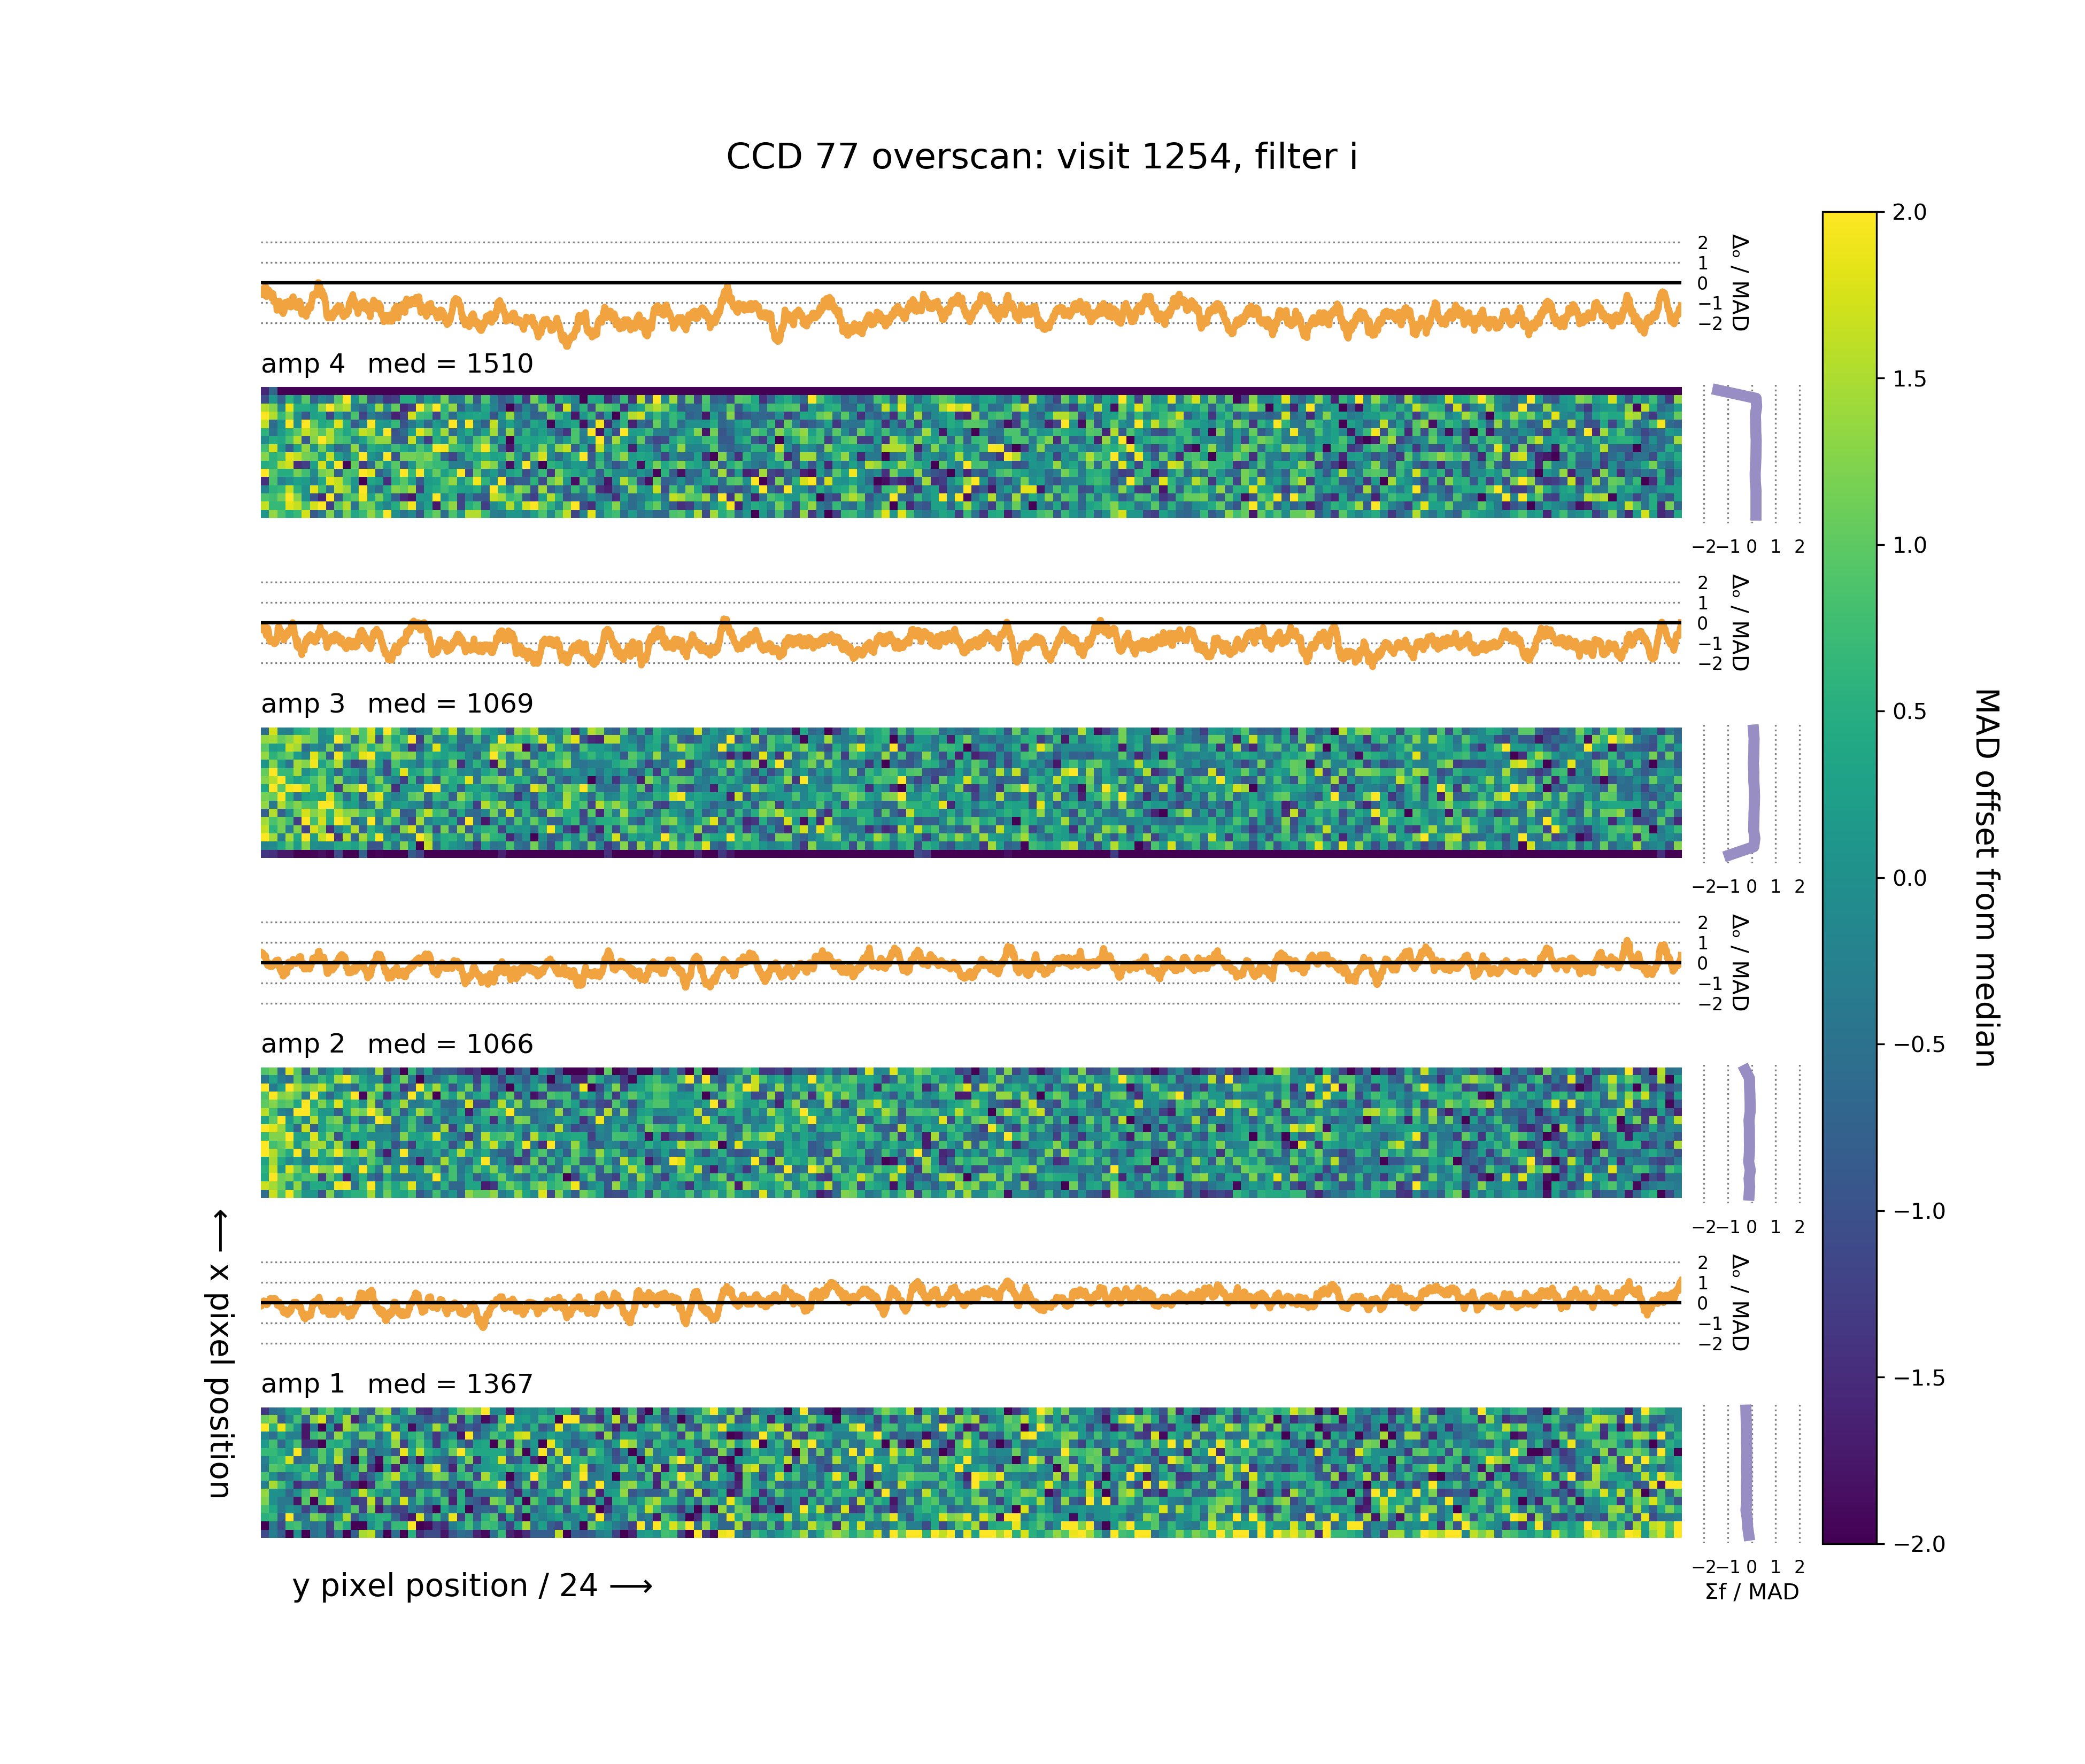 CCD 77 overscan: visit 1254, filter i
2
1
0
−1
−2
Δₒ / MAD
amp 4 med = 1510
−2 −1 0 1 2
2
1
0
−1
−2
Δₒ / MAD
amp 3 med = 1069
−2 −1 0 1 2
2
1
0
−1
−2
Δₒ / MAD
amp 2 med = 1066
−2 −1 0 1 2
2
1
0
−1
−2
Δₒ / MAD
amp 1 med = 1367
−2 −1 0 1 2
Σf / MAD
⟵ x pixel position
y pixel position / 24 ⟶
2.0
1.5
1.0
0.5
0.0
−0.5
−1.0
−1.5
−2.0
MAD offset from median